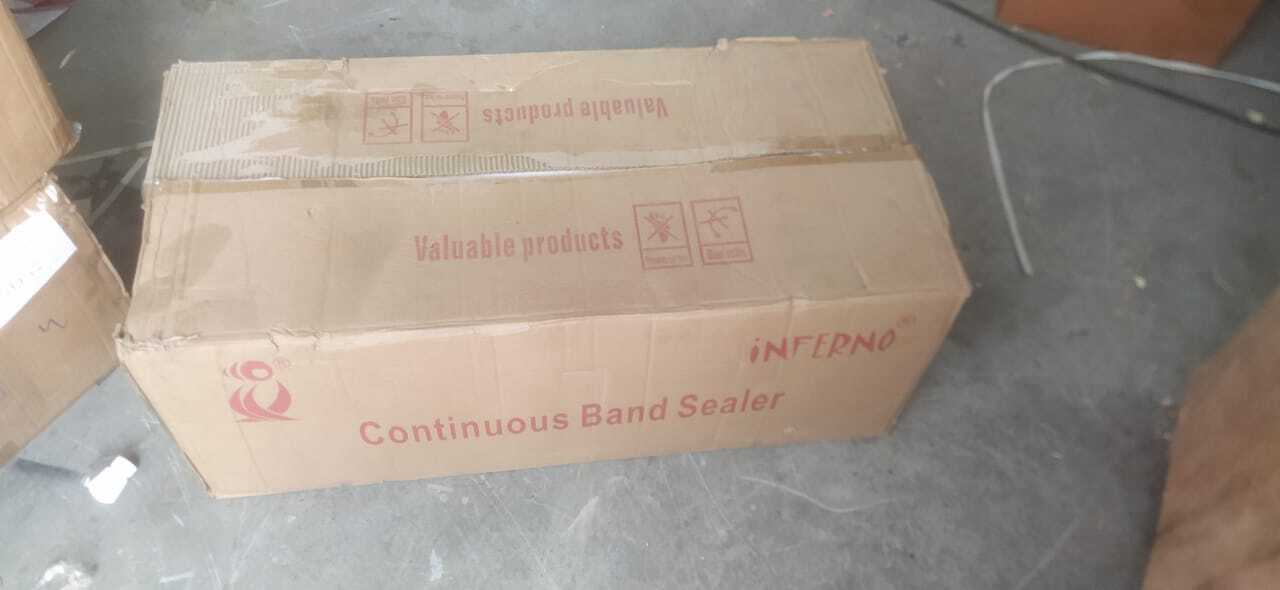 Valuable products
Valuable products
iNFERNO®
Continuous Band Sealer